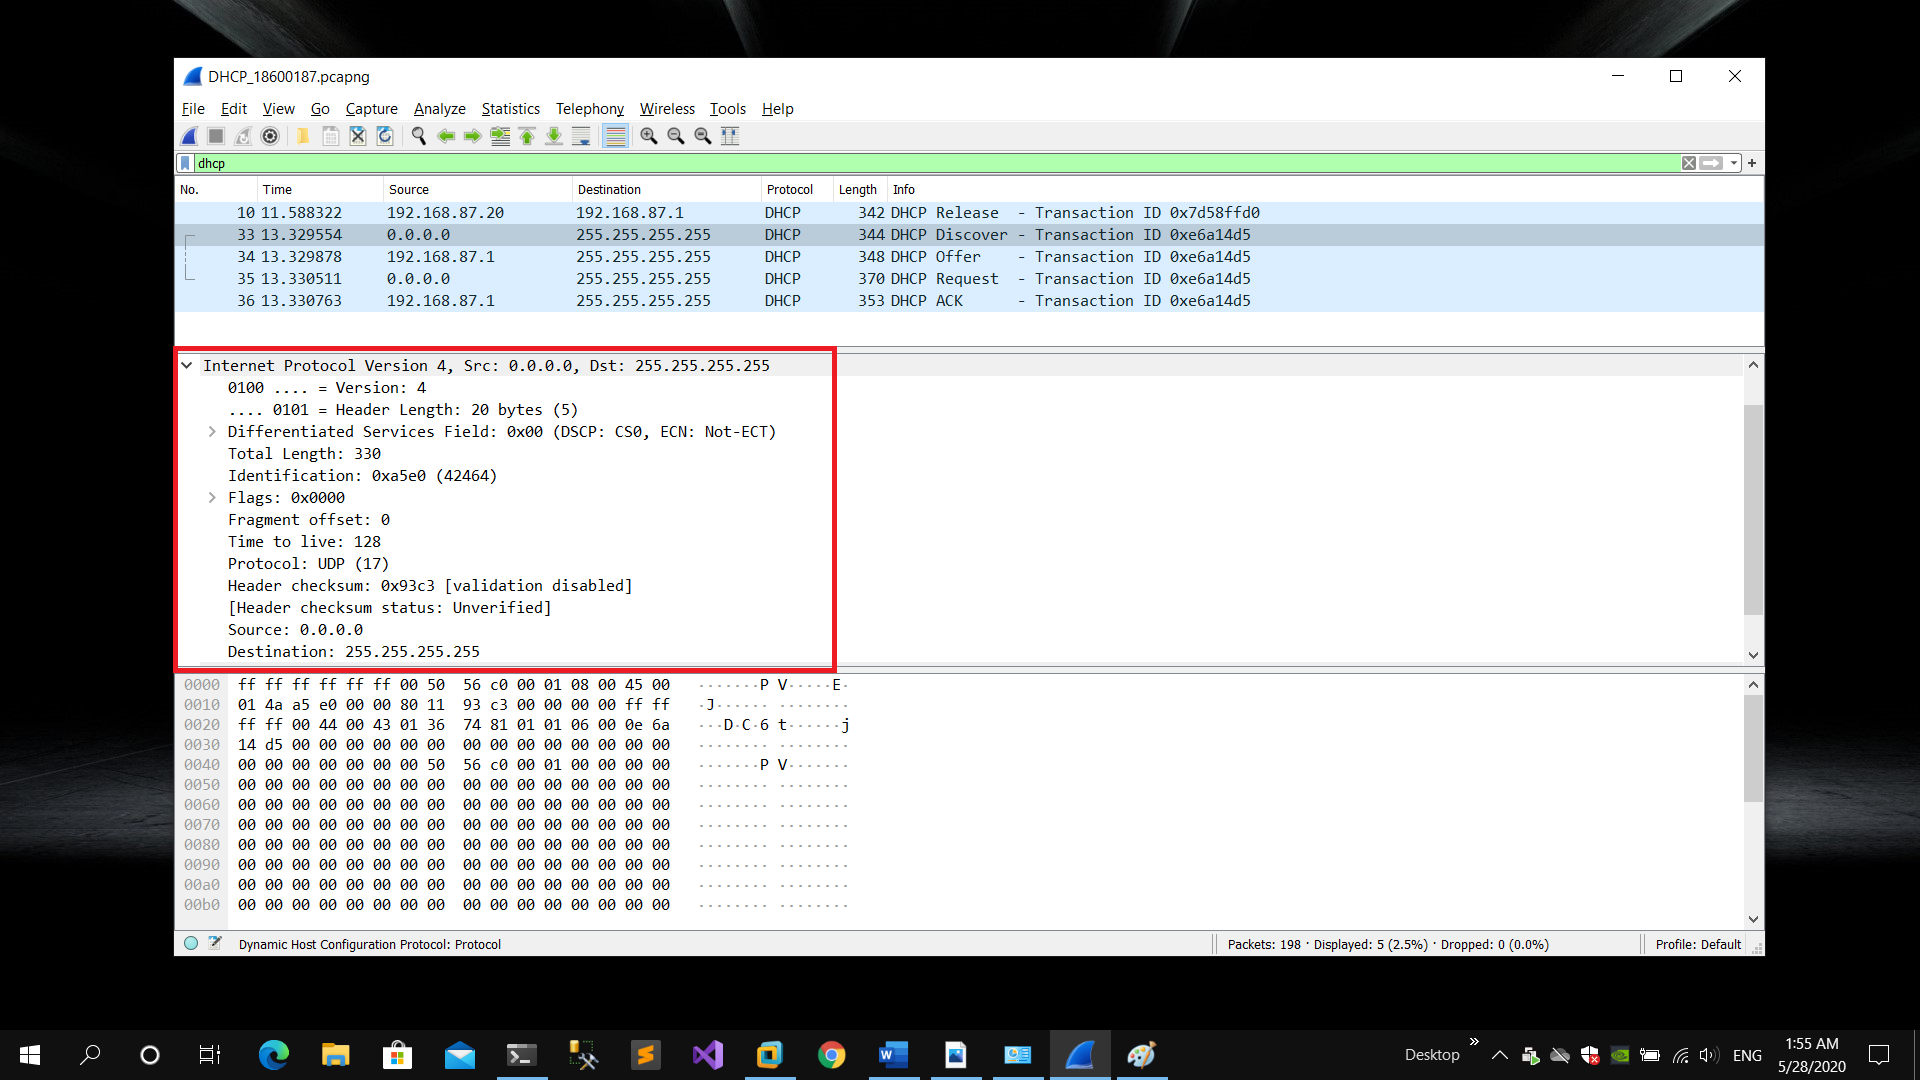 DHCP_18600187.pcapng
File Edit View Go Capture Analyze Statistics Telephony Wireless Tools Help
dhcp
No. Time Source Destination Protocol Length Info
10 11.588322 192.168.87.20 192.168.87.1 DHCP 342 DHCP Release - Transaction ID 0x7d58ffd0
33 13.329554 0.0.0.0 255.255.255.255 DHCP 344 DHCP Discover - Transaction ID 0xe6a14d5
34 13.329878 192.168.87.1 255.255.255.255 DHCP 348 DHCP Offer - Transaction ID 0xe6a14d5
35 13.330511 0.0.0.0 255.255.255.255 DHCP 370 DHCP Request - Transaction ID 0xe6a14d5
36 13.330763 192.168.87.1 255.255.255.255 DHCP 353 DHCP ACK - Transaction ID 0xe6a14d5
Internet Protocol Version 4, Src: 0.0.0.0, Dst: 255.255.255.255
0100 .... = Version: 4
.... 0101 = Header Length: 20 bytes (5)
Differentiated Services Field: 0x00 (DSCP: CS0, ECN: Not-ECT)
Total Length: 330
Identification: 0xa5e0 (42464)
Flags: 0x0000
Fragment offset: 0
Time to live: 128
Protocol: UDP (17)
Header checksum: 0x93c3 [validation disabled]
[Header checksum status: Unverified]
Source: 0.0.0.0
Destination: 255.255.255.255
0000 ff ff ff ff ff ff 00 50 56 c0 00 01 08 00 45 00 ·······P V·····E·
0010 01 4a a5 e0 00 00 80 11 93 c3 00 00 00 00 ff ff ·J······ ········
0020 ff ff 00 44 00 43 01 36 74 81 01 01 06 00 0e 6a ···D·C·6 t······j
0030 14 d5 00 00 00 00 00 00 00 00 00 00 00 00 00 00 ········ ········
0040 00 00 00 00 00 00 00 50 56 c0 00 01 00 00 00 00 ·······P V·······
0050 00 00 00 00 00 00 00 00 00 00 00 00 00 00 00 00 ········ ········
0060 00 00 00 00 00 00 00 00 00 00 00 00 00 00 00 00 ········ ········
0070 00 00 00 00 00 00 00 00 00 00 00 00 00 00 00 00 ········ ········
0080 00 00 00 00 00 00 00 00 00 00 00 00 00 00 00 00 ········ ········
0090 00 00 00 00 00 00 00 00 00 00 00 00 00 00 00 00 ········ ········
00a0 00 00 00 00 00 00 00 00 00 00 00 00 00 00 00 00 ········ ········
00b0 00 00 00 00 00 00 00 00 00 00 00 00 00 00 00 00 ········ ········
Dynamic Host Configuration Protocol: Protocol Packets: 198 · Displayed: 5 (2.5%) · Dropped: 0 (0.0%) Profile: Default
Desktop ENG 1:55 AM
5/28/2020